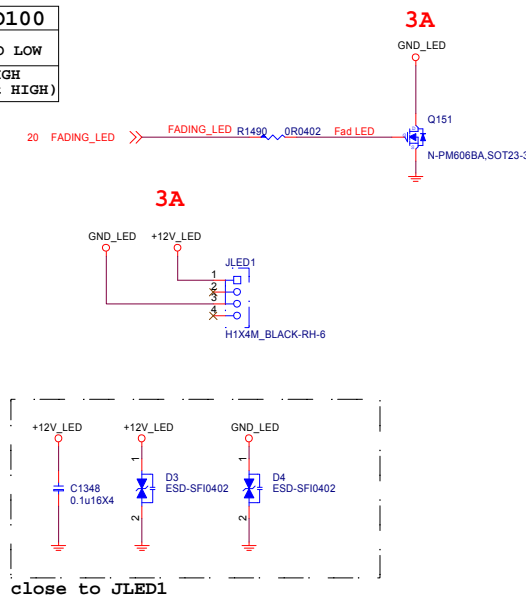 D100
D LOW
IGH
R HIGH)
3A
GND_LED
Q151
20 FADING_LED
FADING_LED
R1490
0R0402
Fad LED
N-PM606BA,SOT23-3
3A
GND_LED
+12V_LED
JLED1
1
2
3
4
H1X4M_BLACK-RH-6
+12V_LED
+12V_LED
GND_LED
1
1
C1348
0.1u16X4
D3
ESD-SFI0402
D4
ESD-SFI0402
2
2
close to JLED1